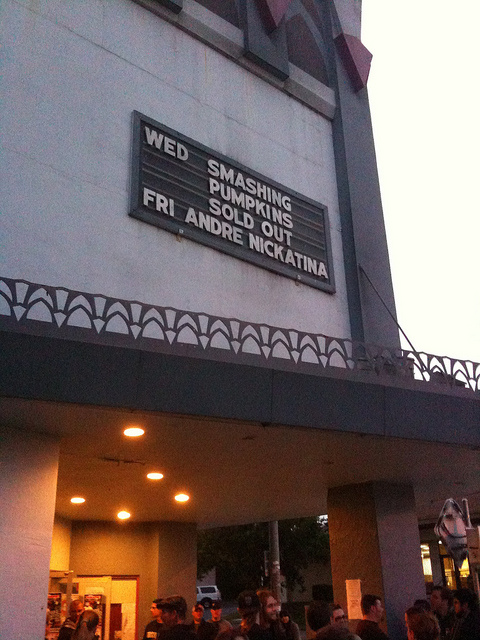 WED SMASHING
PUMPKINS
SOLD OUT
FRI ANDRE NICKATINA